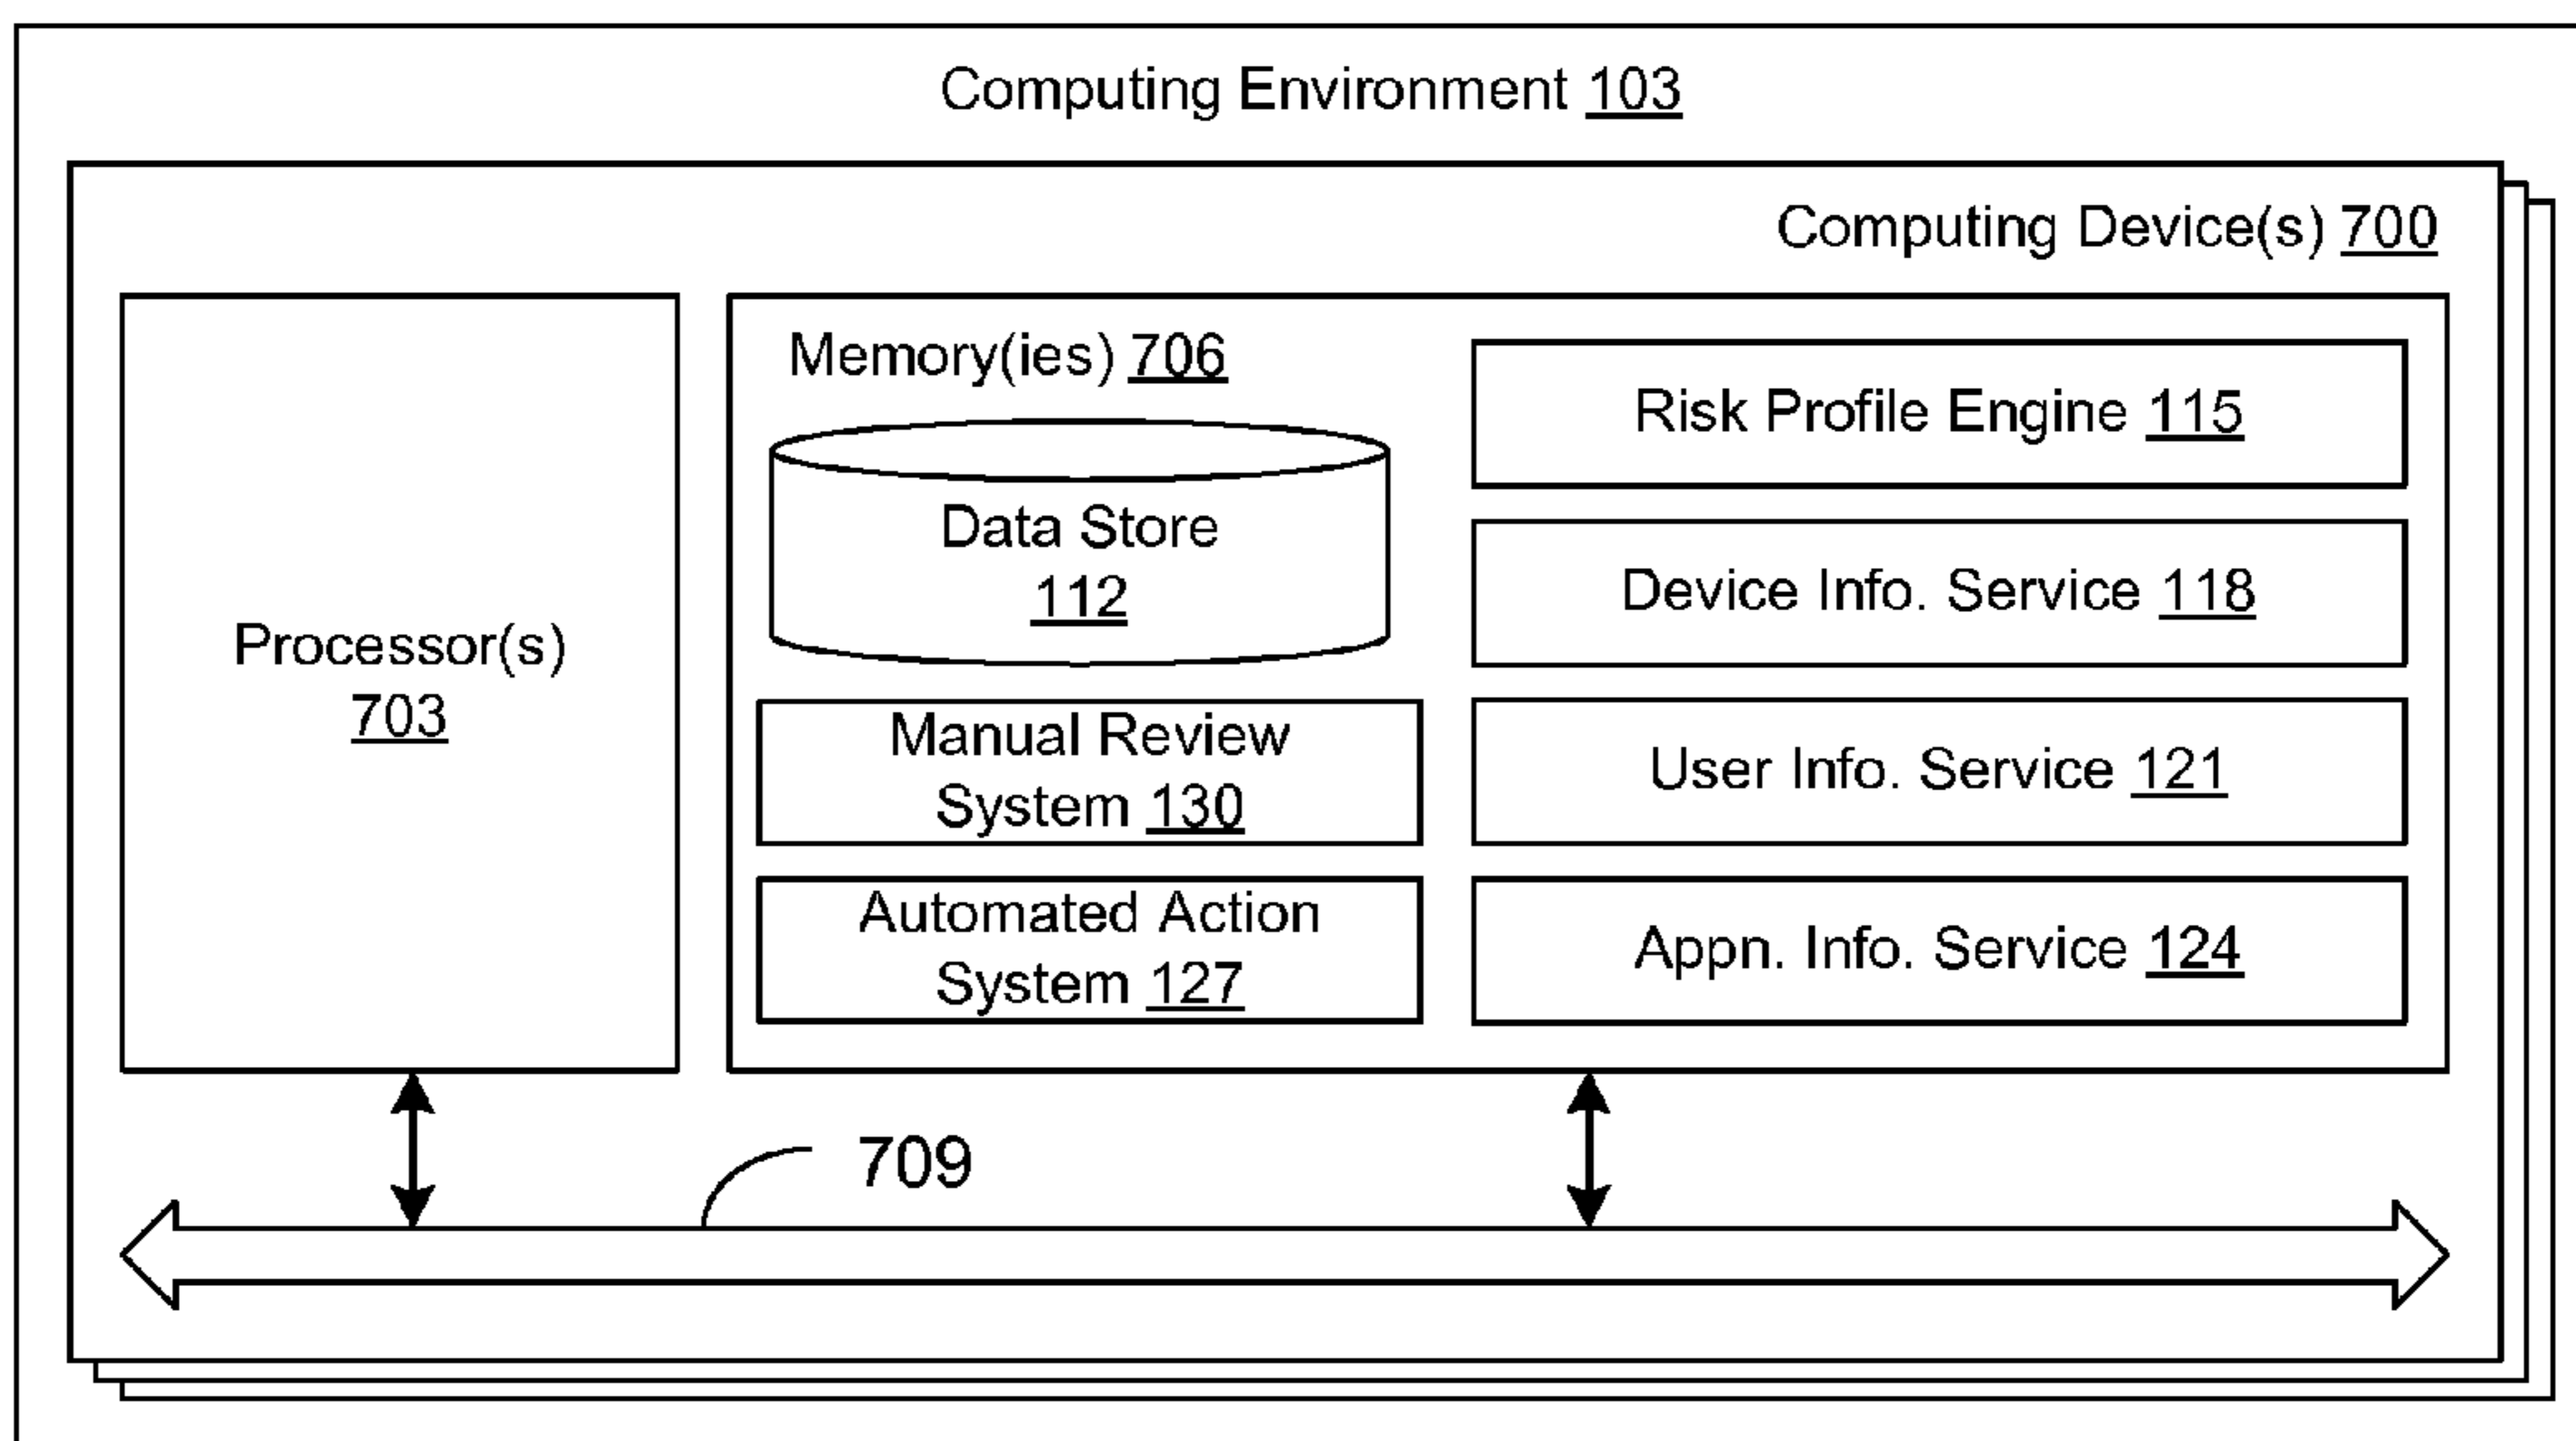 Computing Environment 103
Computing Device(s) 700
Processor(s)
703
Memory(ies) 706
Data Store
112
Manual Review
System 130
Automated Action
System 127
Risk Profile Engine 115
Device Info. Service 118
User Info. Service 121
Appn. Info. Service 124
709